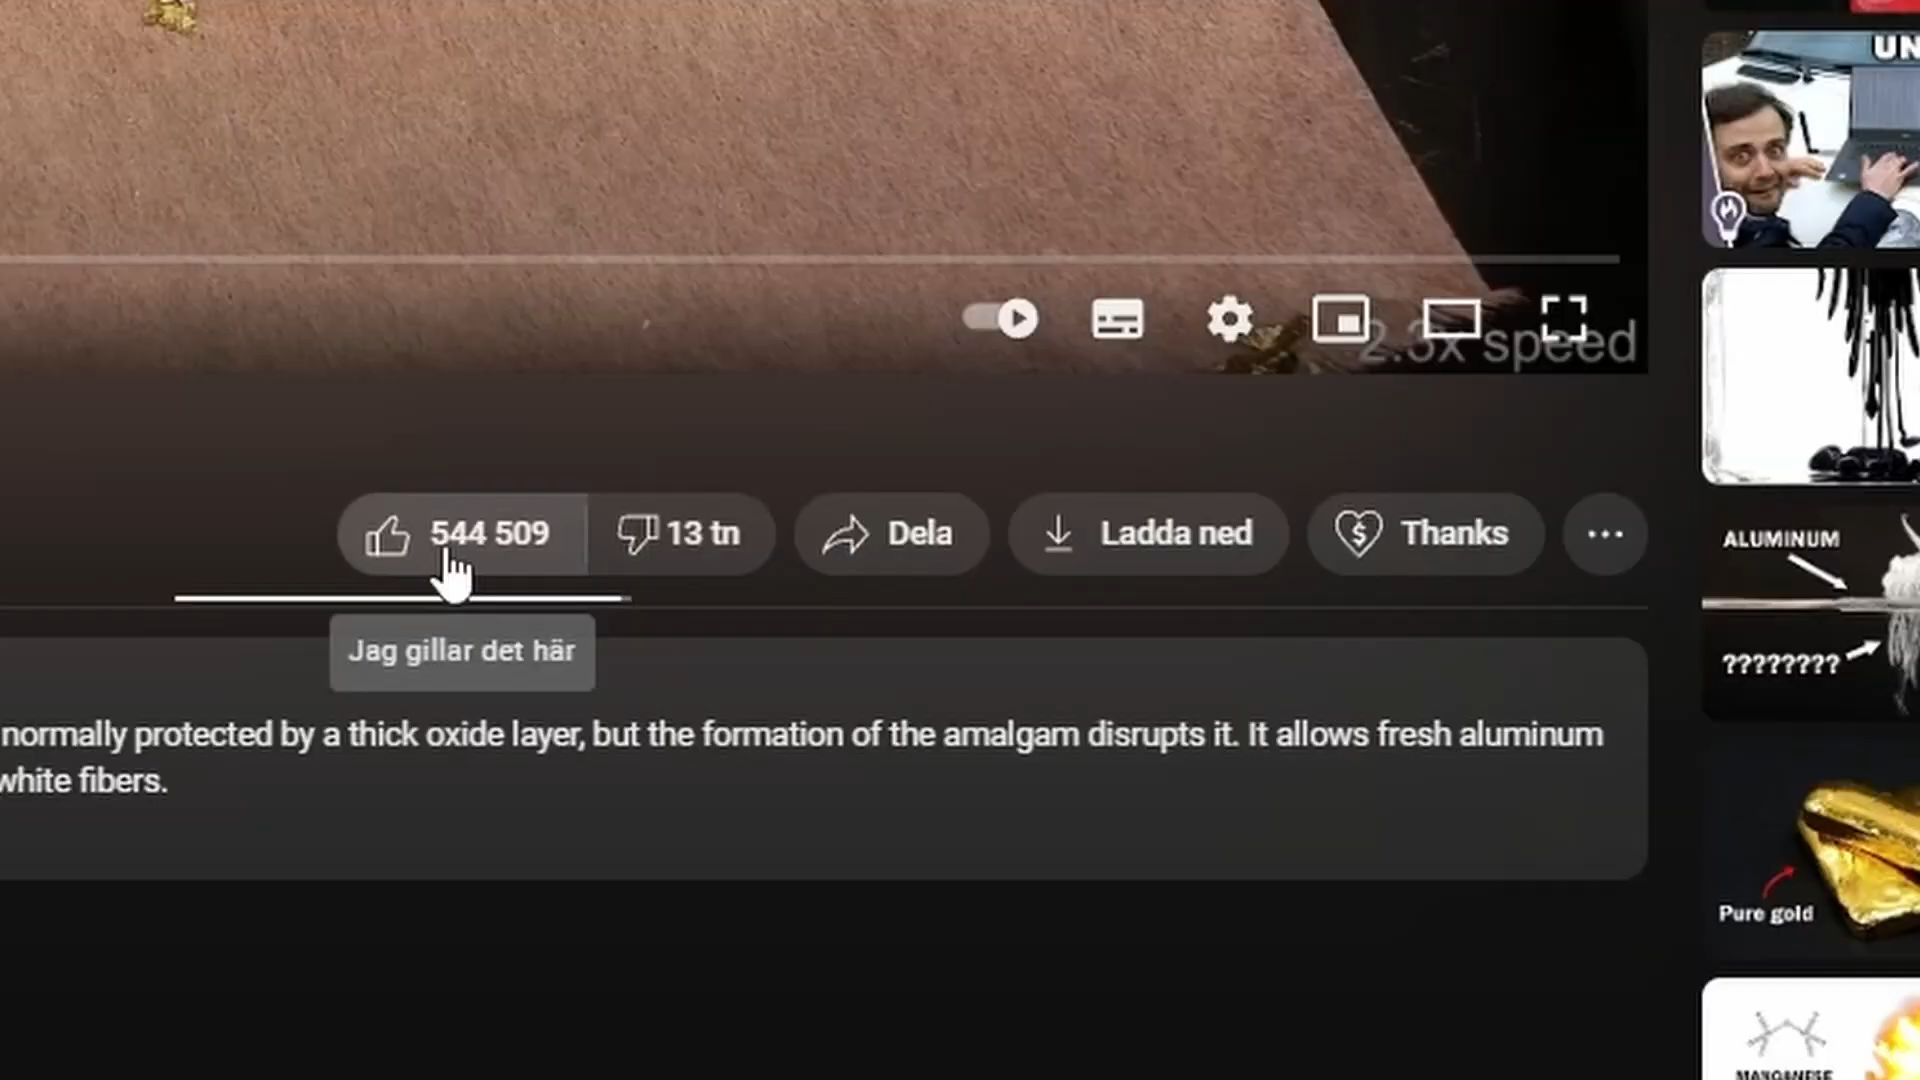 UN
2.3x speed
544 509
13 tn
Dela
Ladda ned
Thanks
Jag gillar det här
ALUMINUM
????????
normally protected by a thick oxide layer, but the formation of the amalgam disrupts it. It allows fresh aluminum
white fibers.
Pure gold
MANGANESE